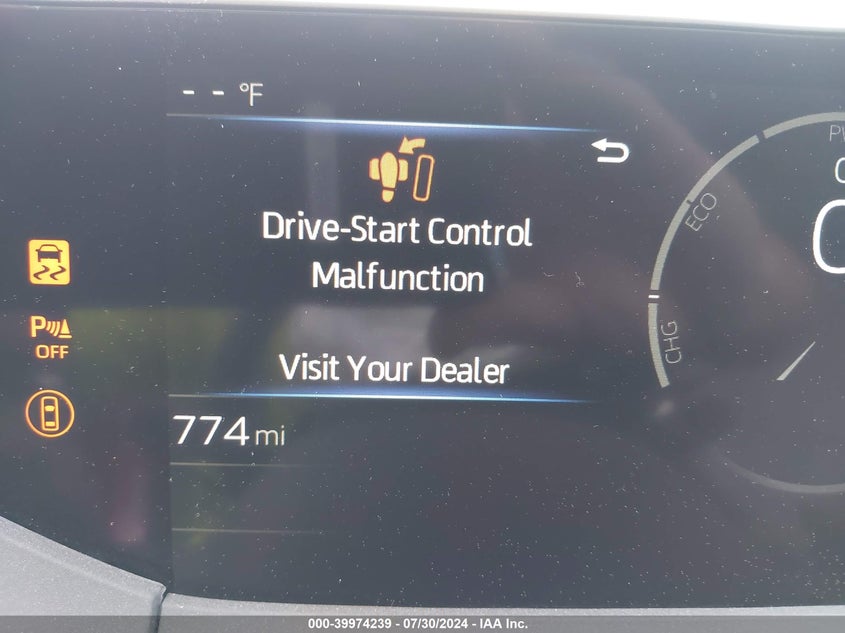 -- °F
Drive-Start Control
Malfunction
Visit Your Dealer
P
OFF
774 mi
ECO
CHG
000-39974239 - 07/30/2024 - IAA Inc.